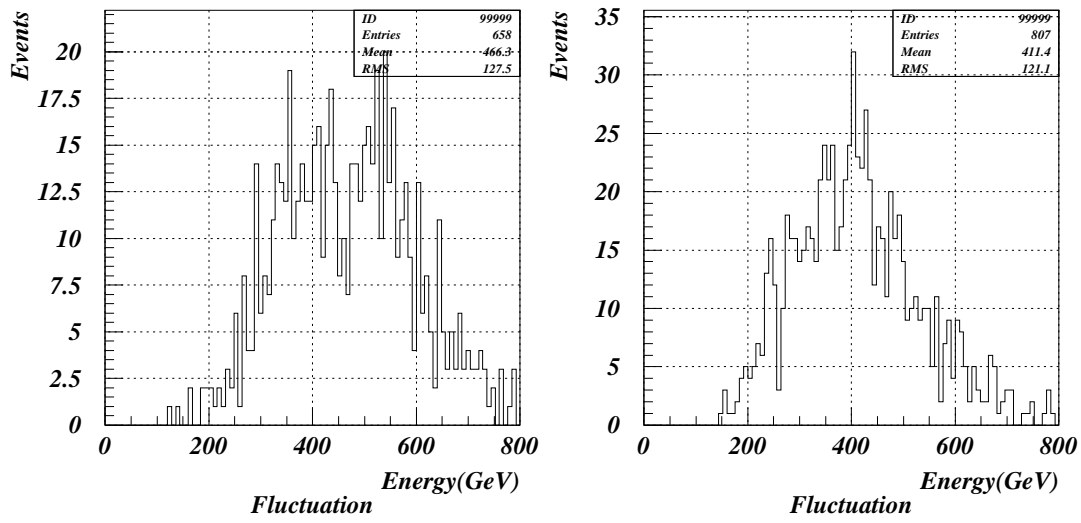 Events
20
17.5
15
12.5
10
7.5
5
2.5
0
0 200 400 600 800
Energy(GeV)
Fluctuation
ID 99999
Entries 658
Mean 466.3
RMS 127.5
Events
35
30
25
20
15
10
5
0
0 200 400 600 800
Energy(GeV)
Fluctuation
ID 99999
Entries 807
Mean 411.4
RMS 121.1